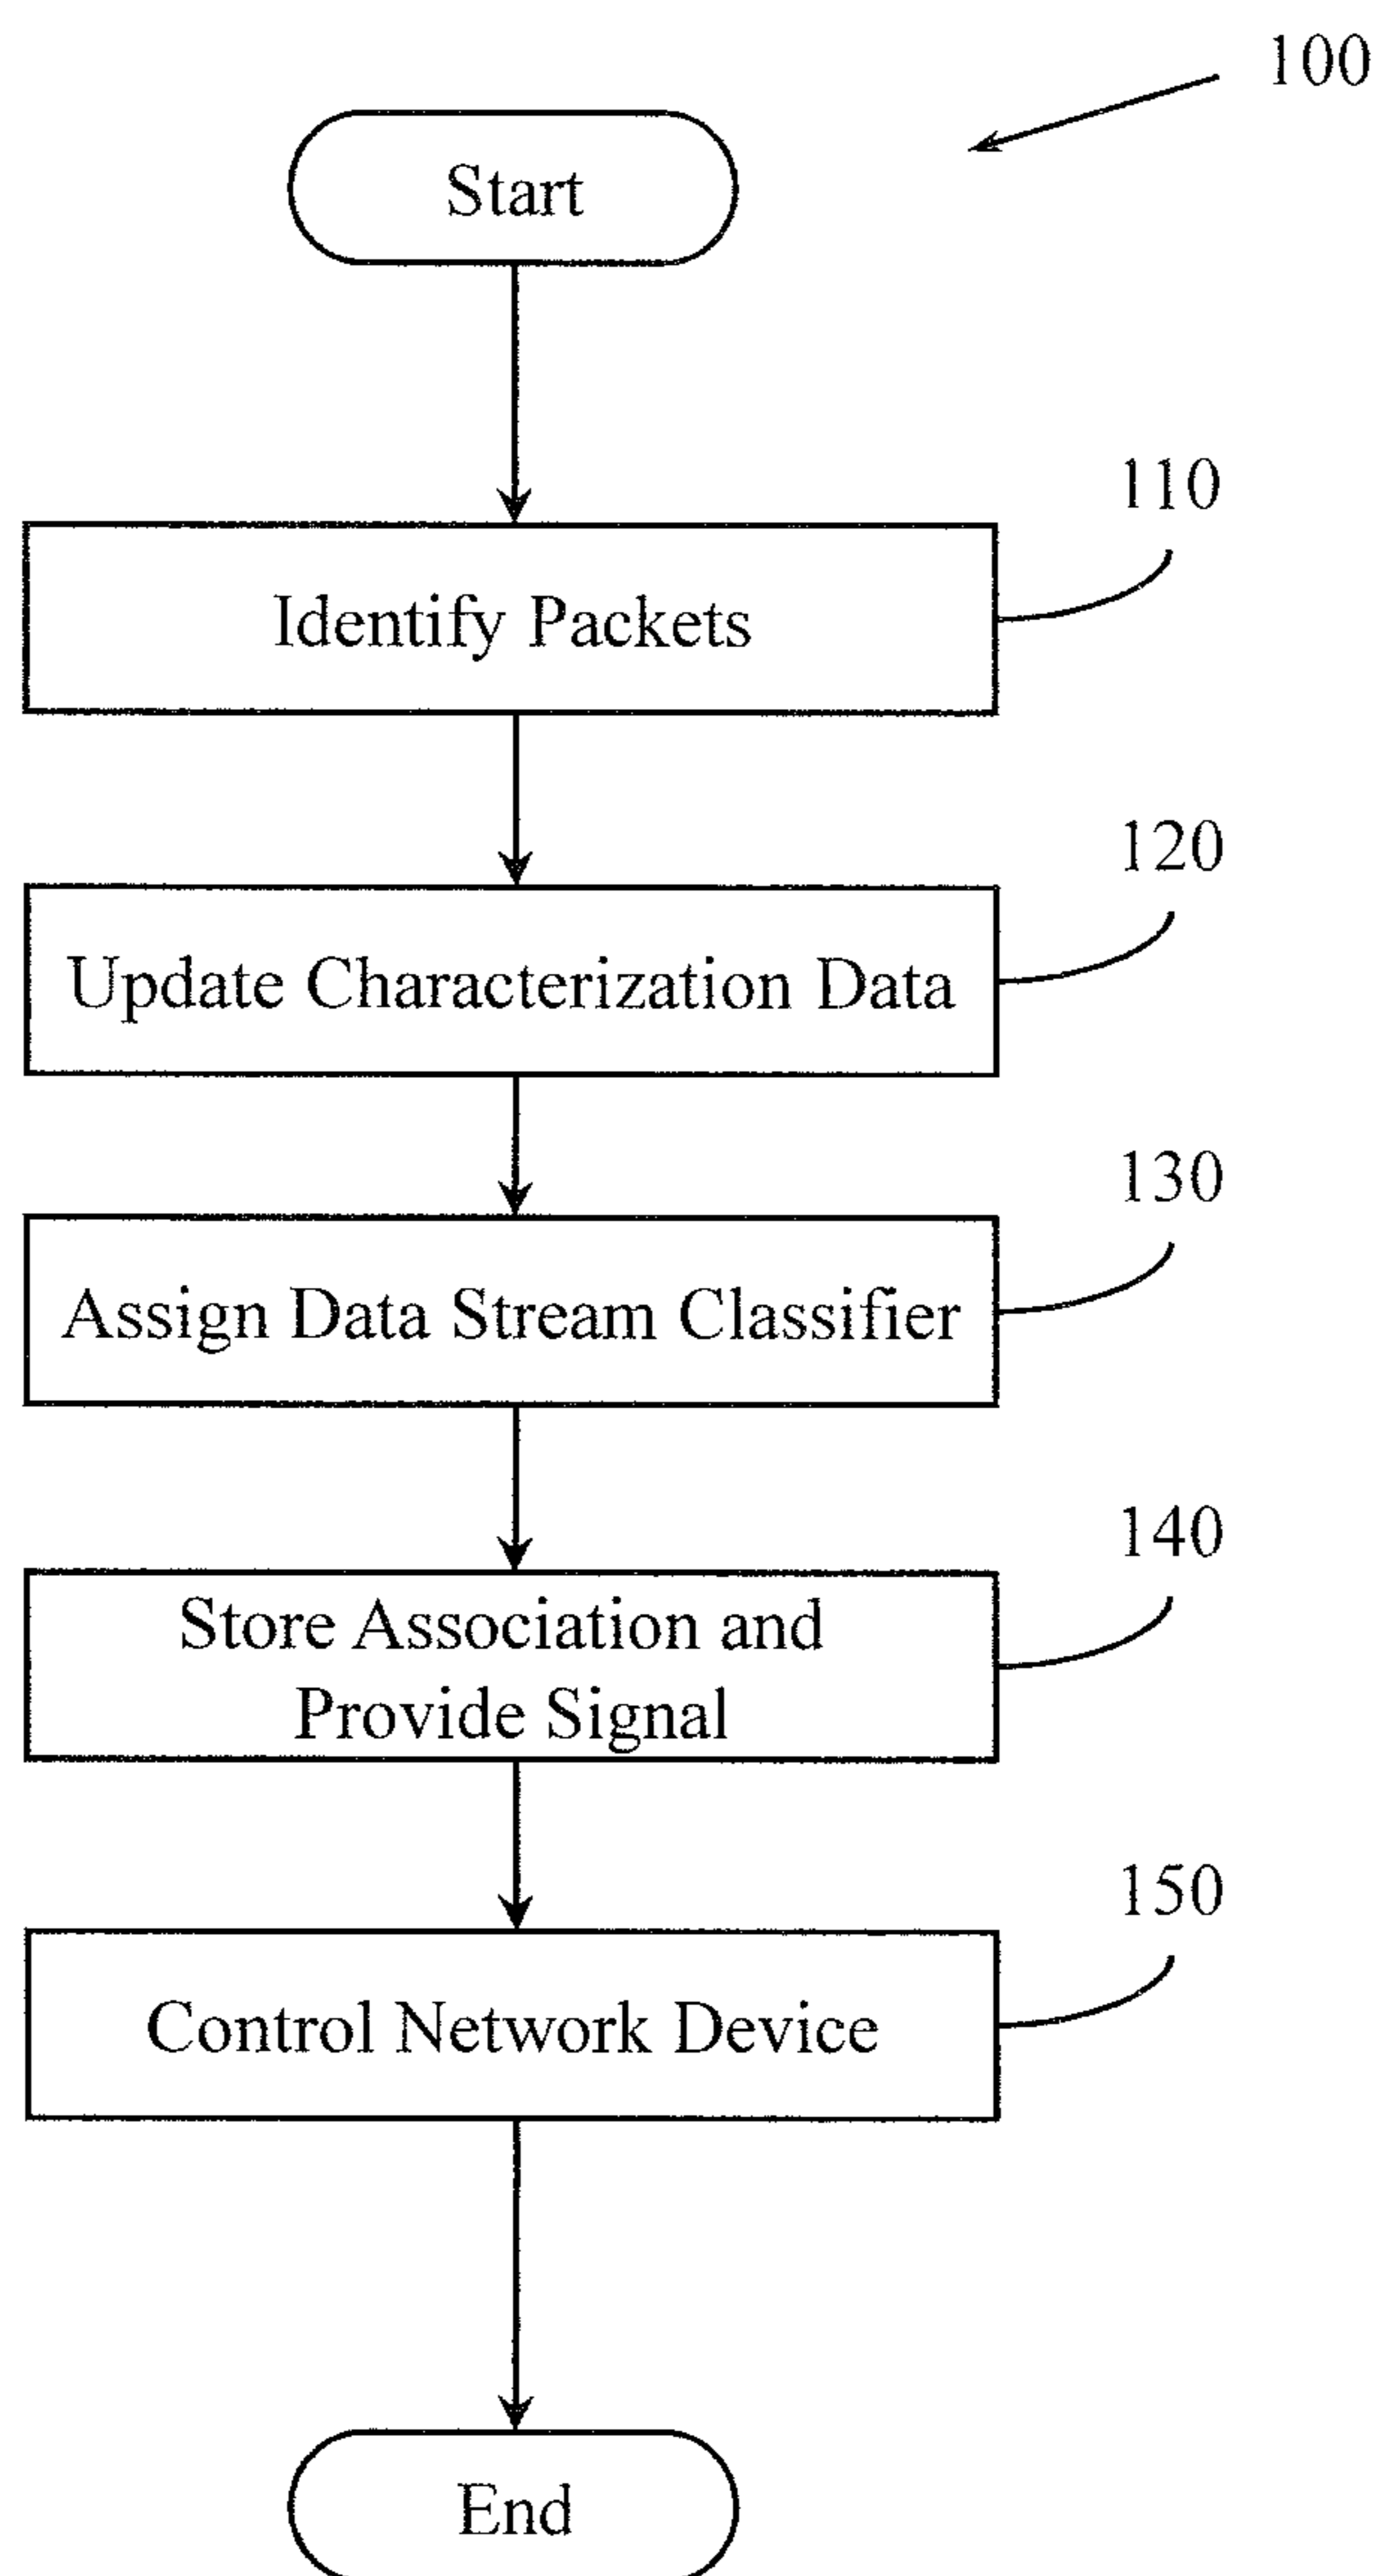 100
Start
110
Identify Packets
120
Update Characterization Data
130
Assign Data Stream Classifier
140
Store Association and
Provide Signal
150
Control Network Device
End